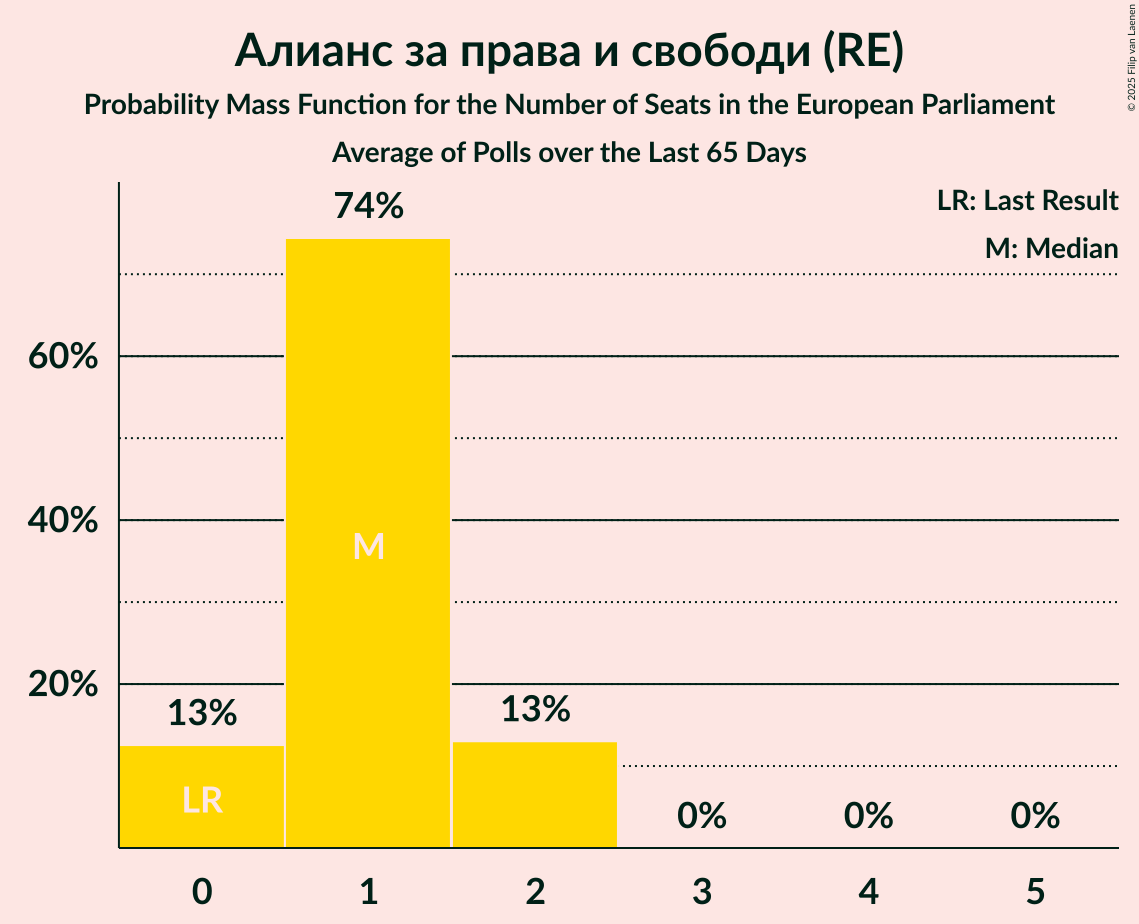 Алианс за права и свободи (RE)
Probability Mass Function for the Number of Seats in the European Parliament
Average of Polls over the Last 65 Days
© 2025 Filip van Laenen
LR: Last Result
M: Median
74%
60%
40%
20%
M
13%
13%
LR
0%
0%
0%
0
1
2
3
4
5